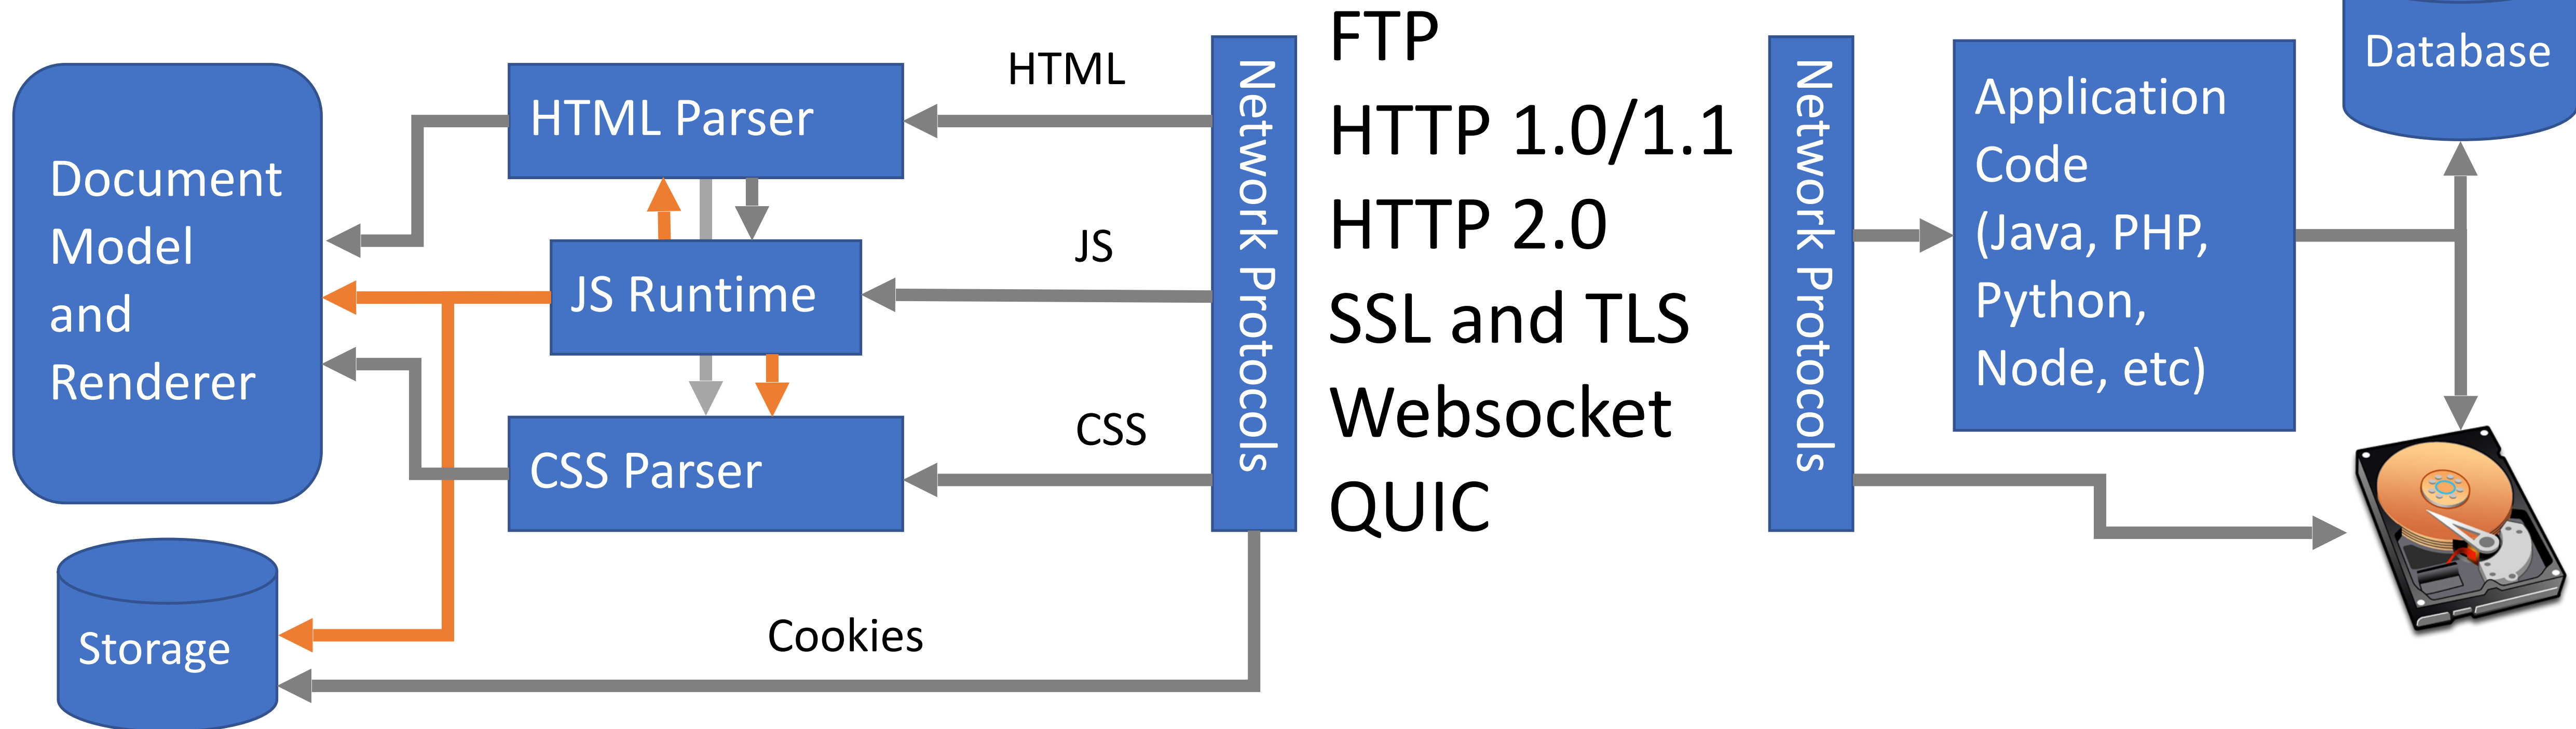 Document
Model
and
Renderer
Storage
HTML Parser
JS Runtime
CSS Parser
HTML
JS
CSS
Cookies
Network Protocols
FTP
HTTP 1.0/1.1
HTTP 2.0
SSL and TLS
Websocket
QUIC
Network Protocols
Application
Code
(Java, PHP,
Python,
Node, etc)
Database